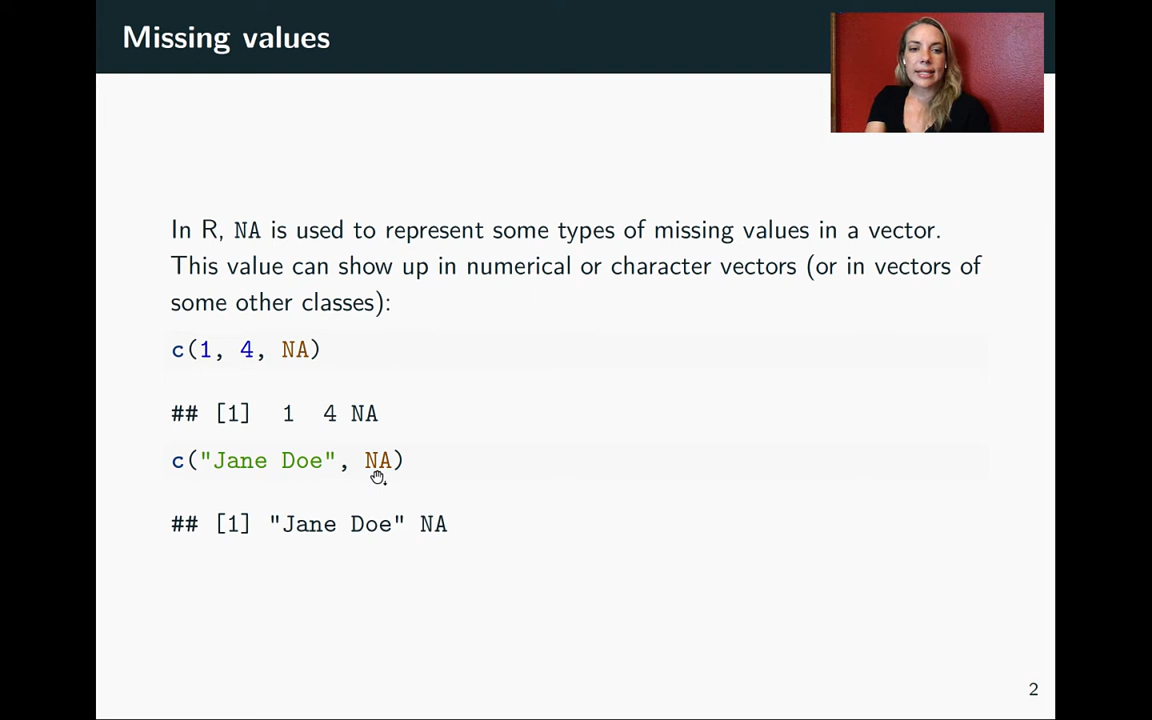 Missing values
In R, NA is used to represent some types of missing values in a vector.
This value can show up in numerical or character vectors (or in vectors of
some other classes):
c(1, 4, NA)
## [1]  1  4 NA
c("Jane Doe", NA)
## [1] "Jane Doe" NA
2